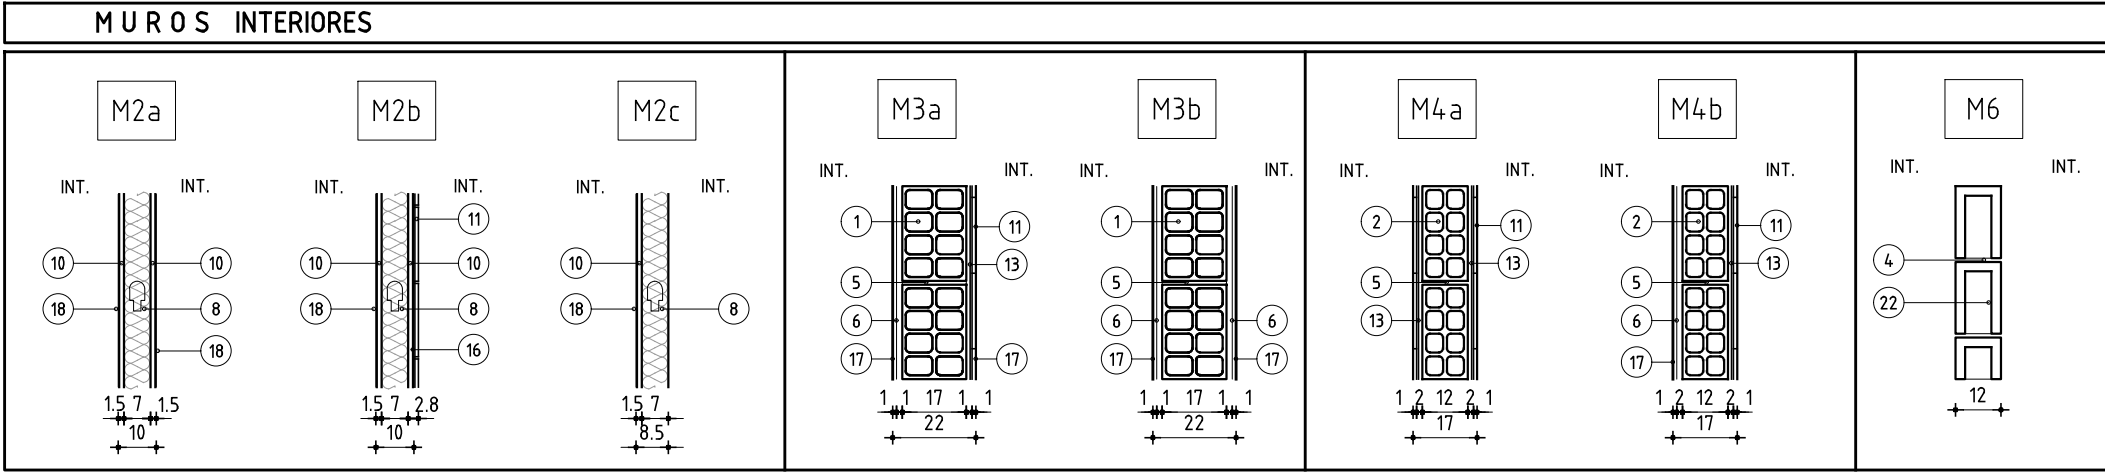 MUROS INTERIORES
M2a
M2b
M2c
M3a
M3b
M4a
M4b
M6
INT. INT.
INT. INT.
INT. INT.
INT. INT.
INT. INT.
INT. INT.
INT. INT.
INT. INT.
10 10
18 8
18
1.5 7 1.5
10
11
10 10
18 8
16
1.5 7 2.8
10
10
18 8
1.5 7
8.5
1 11
13
5
6
17 17
1 1 17 1 1
22
1
5
6 6
17 17
1 1 17 1 1
22
2 11
13
5
13
1 2 12 2 1
17
2 11
13
5
6
17
1 2 12 2 1
17
4
22
12